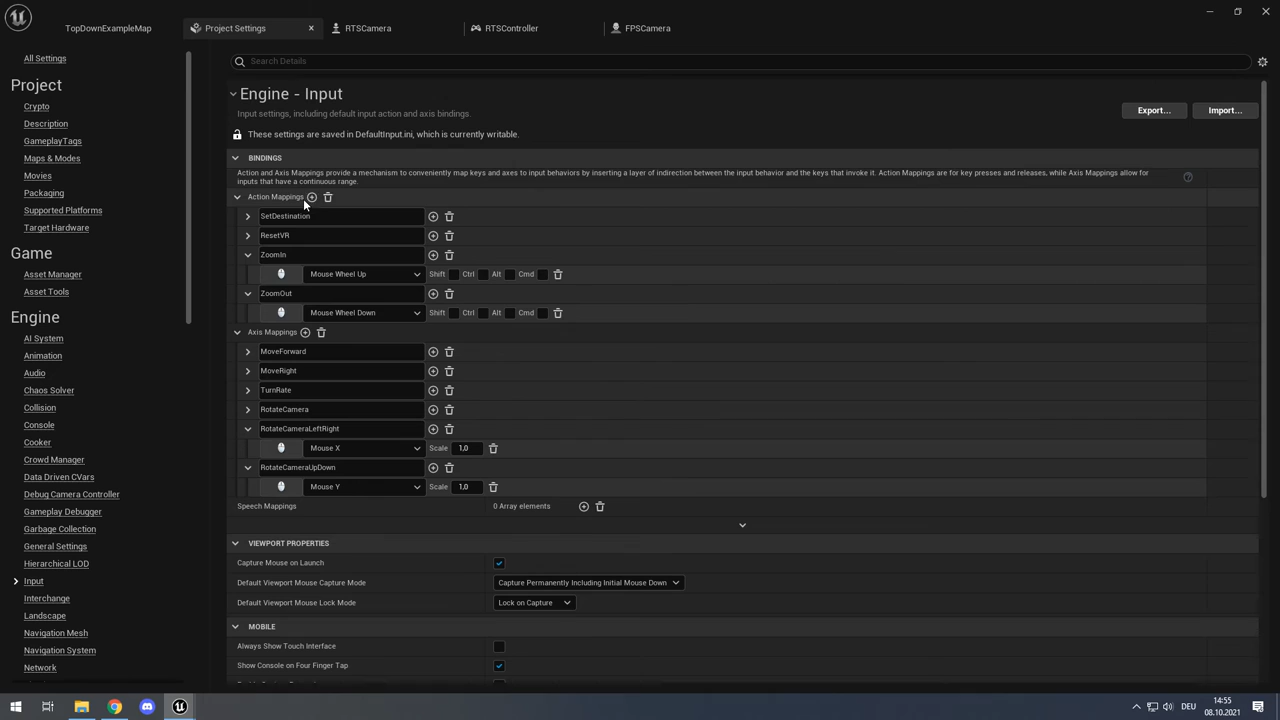 TopDownExampleMap
Project Settings
RTSCamera
RTSController
FPSCamera
All Settings
Project
Crypto
Description
GameplayTags
Maps & Modes
Movies
Packaging
Supported Platforms
Target Hardware
Game
Asset Manager
Asset Tools
Engine
AI System
Animation
Audio
Chaos Solver
Collision
Console
Cooker
Crowd Manager
Data Driven CVars
Debug Camera Controller
Gameplay Debugger
Garbage Collection
General Settings
Hierarchical LOD
Input
Interchange
Landscape
Navigation Mesh
Navigation System
Network
Search Details
Engine - Input
Input settings, including default input action and axis bindings.
Export...
Import...
These settings are saved in DefaultInput.ini, which is currently writable.
BINDINGS
Action and Axis Mappings provide a mechanism to conveniently map keys and axes to input behaviors by inserting a layer of indirection between the input behavior and the keys that invoke it. Action Mappings are for key presses and releases, while Axis Mappings allow for
inputs that have a continuous range.
Action Mappings
SetDestination
ResetVR
ZoomIn
Mouse Wheel Up Shift Ctrl Alt Cmd
ZoomOut
Mouse Wheel Down Shift Ctrl Alt Cmd
Axis Mappings
MoveForward
MoveRight
TurnRate
RotateCamera
RotateCameraLeftRight
Mouse X Scale 1,0
RotateCameraUpDown
Mouse Y Scale 1,0
Speech Mappings 0 Array elements
VIEWPORT PROPERTIES
Capture Mouse on Launch
Default Viewport Mouse Capture Mode Capture Permanently Including Initial Mouse Down
Default Viewport Mouse Lock Mode Lock on Capture
MOBILE
Always Show Touch Interface
Show Console on Four Finger Tap
DEU
14:55
08.10.2021